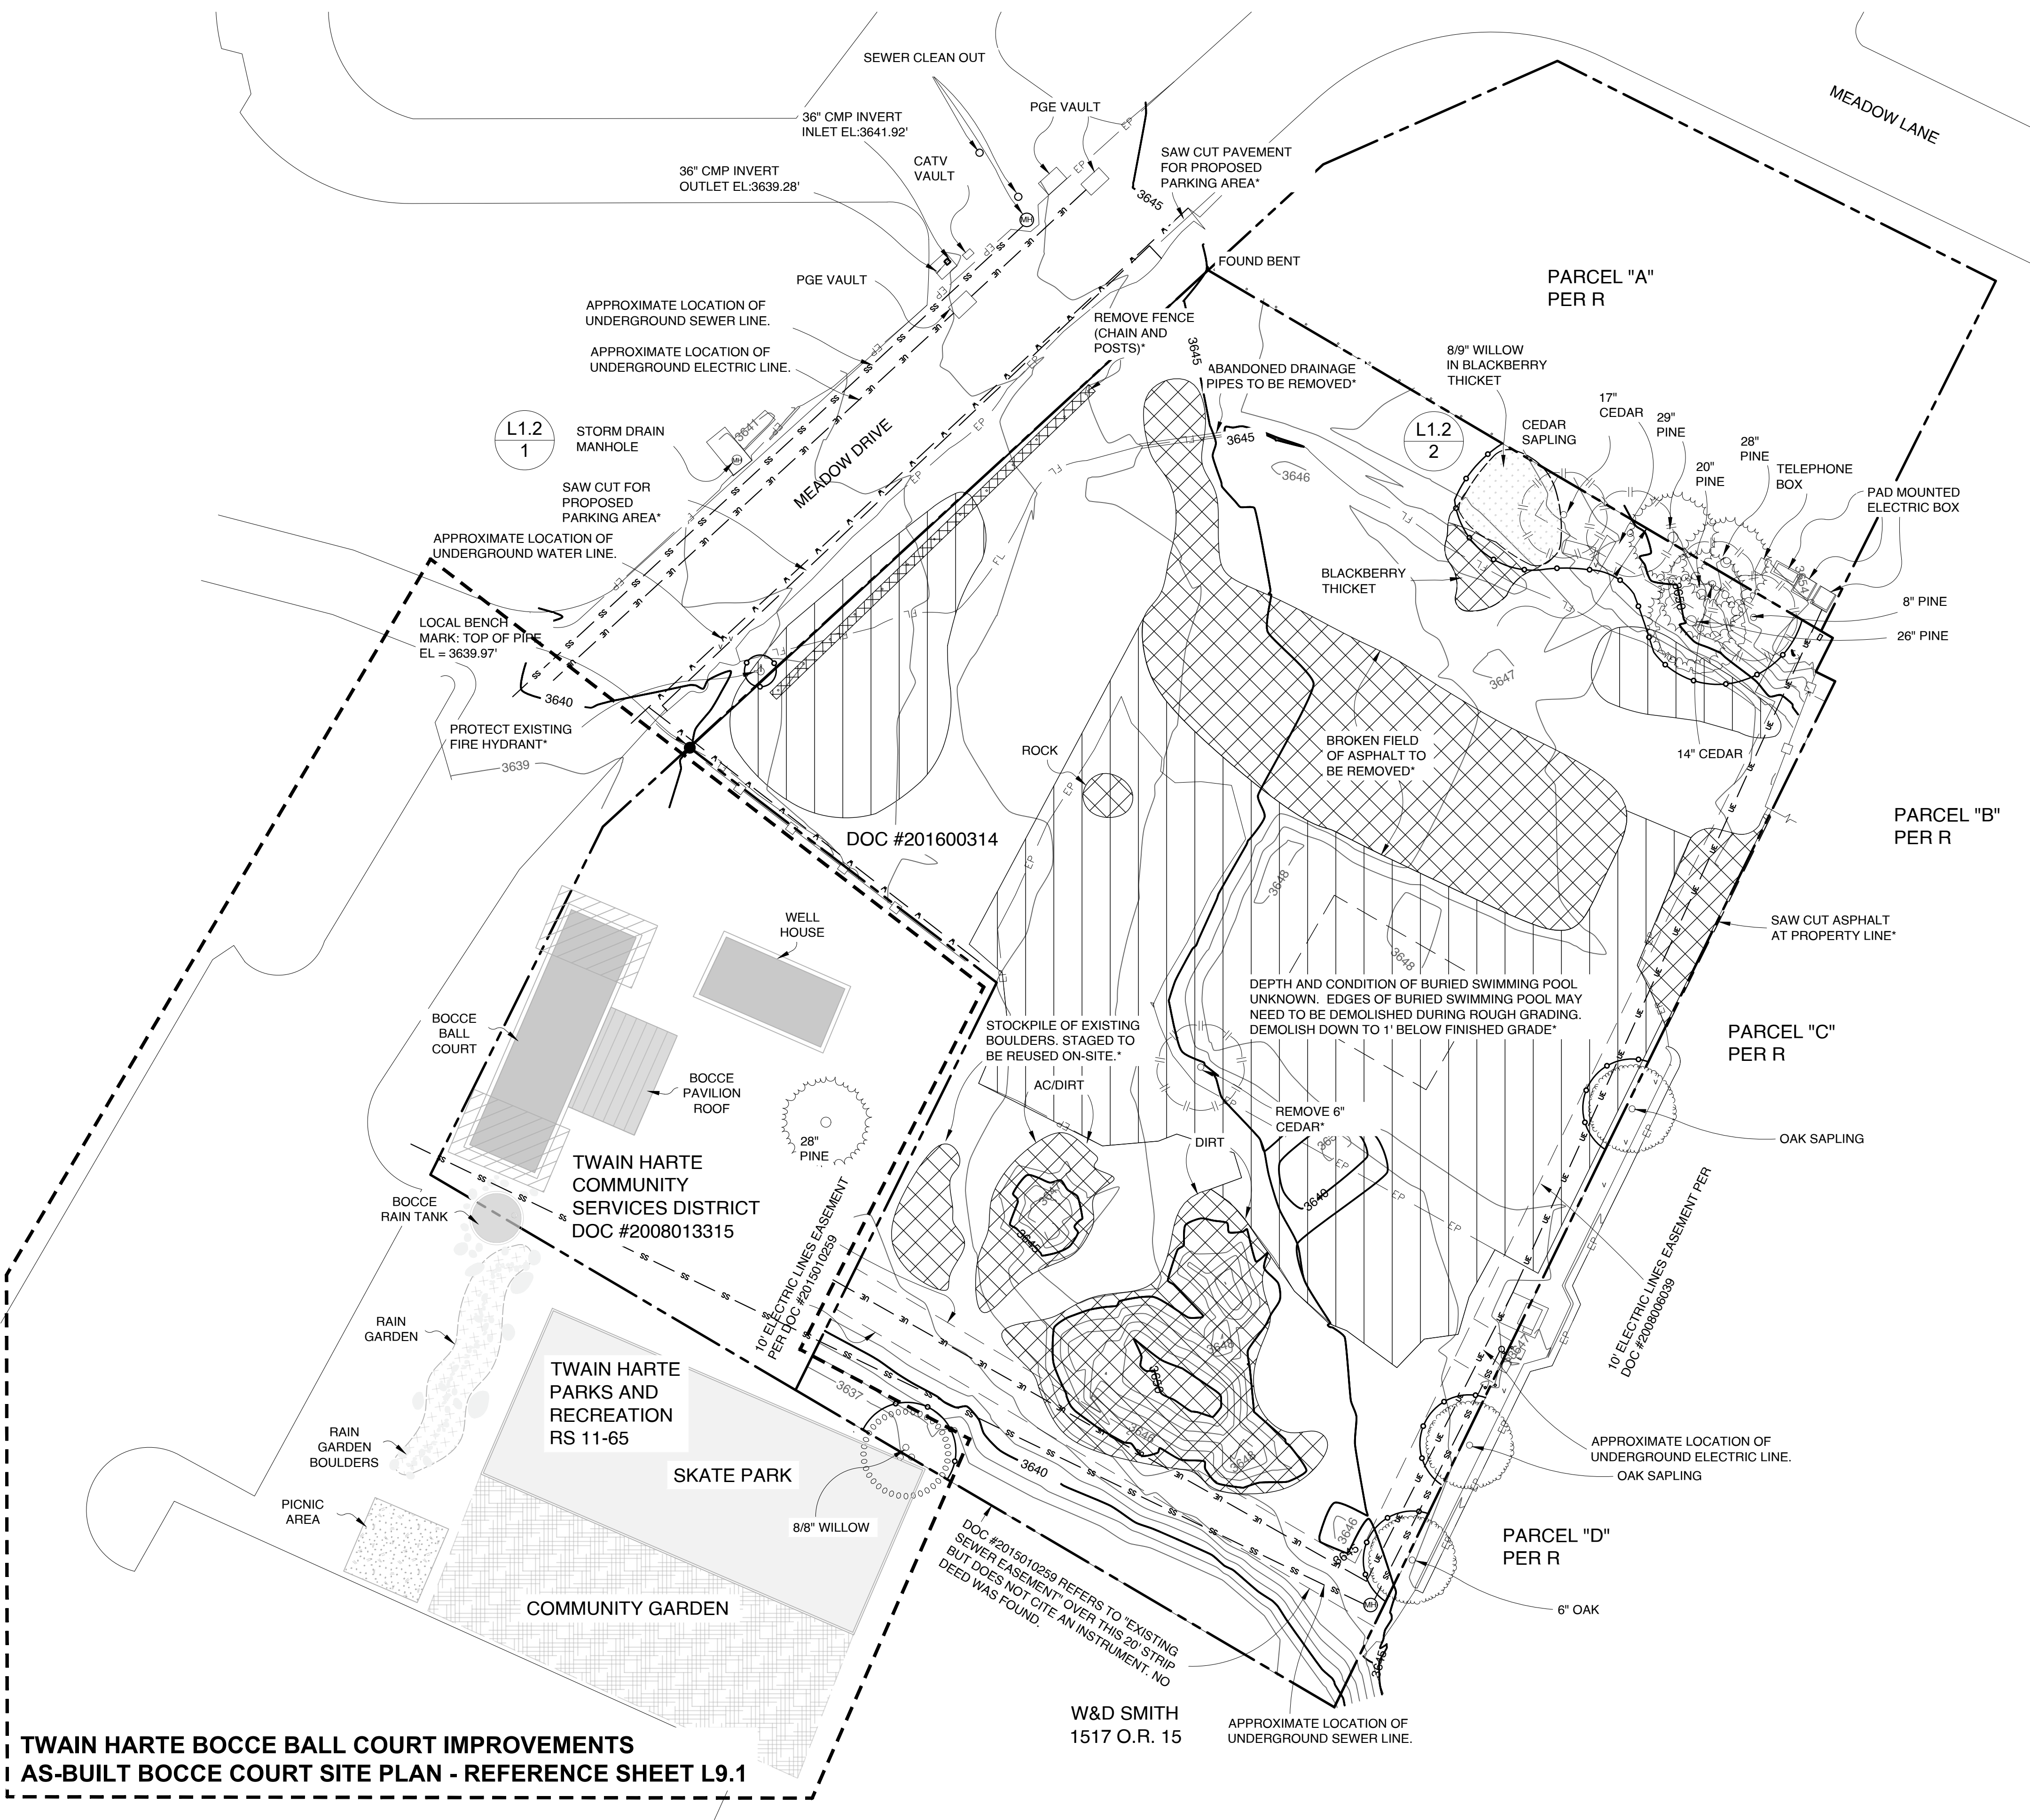 SEWER CLEAN OUT
MEADOW LANE
36" CMP INVERT
INLET EL:3641.92'
PGE VAULT
EP
CATV
VAULT
SAW CUT PAVEMENT
FOR PROPOSED
PARKING AREA*
36" CMP INVERT
OUTLET EL:3639.28'
3645
MH
FOUND BENT
PARCEL "A"
PER R
PGE VAULT
APPROXIMATE LOCATION OF
UNDERGROUND SEWER LINE.
REMOVE FENCE
(CHAIN AND
POSTS)*
3645
APPROXIMATE LOCATION OF
UNDERGROUND ELECTRIC LINE.
8/9" WILLOW
IN BLACKBERRY
THICKET
ABANDONED DRAINAGE
PIPES TO BE REMOVED*
17"
CEDAR
29"
PINE
28"
PINE
20"
PINE
CEDAR
SAPLING
TELEPHONE
BOX
PAD MOUNTED
ELECTRIC BOX
L1.2
1
STORM DRAIN
MANHOLE
3641
MH
MEADOW DRIVE
L1.2
2
3645
3646
SAW CUT FOR
PROPOSED
PARKING AREA*
APPROXIMATE LOCATION OF
UNDERGROUND WATER LINE.
FL
BLACKBERRY
THICKET
3650
8" PINE
26" PINE
LOCAL BENCH
MARK: TOP OF PIPE
EL = 3639.97'
3640
3647
PROTECT EXISTING
FIRE HYDRANT*
3639
ROCK
BROKEN FIELD
OF ASPHALT TO
BE REMOVED*
14" CEDAR
PARCEL "B"
PER R
DOC #201600314
3648
SAW CUT ASPHALT
AT PROPERTY LINE*
WELL
HOUSE
3648
DEPTH AND CONDITION OF BURIED SWIMMING POOL
UNKNOWN. EDGES OF BURIED SWIMMING POOL MAY
NEED TO BE DEMOLISHED DURING ROUGH GRADING.
DEMOLISH DOWN TO 1' BELOW FINISHED GRADE*
BOCCE
BALL
COURT
STOCKPILE OF EXISTING
BOULDERS. STAGED TO
BE REUSED ON-SITE.*
PARCEL "C"
PER R
BOCCE
PAVILION
ROOF
AC/DIRT
REMOVE 6"
CEDAR*
28"
PINE
DIRT
OAK SAPLING
TWAIN HARTE
COMMUNITY
SERVICES DISTRICT
DOC #2008013315
BOCCE
RAIN TANK
3647
3645
3640
10' ELECTRIC LINES EASEMENT
PER DOC #2015010259
10' ELECTRIC LINES EASEMENT PER
DOC #2008006039
RAIN
GARDEN
3648
3647
TWAIN HARTE
PARKS AND
RECREATION
RS 11-65
3637
3650
RAIN
GARDEN
BOULDERS
3646
3648
APPROXIMATE LOCATION OF
UNDERGROUND ELECTRIC LINE.
SKATE PARK
3640
OAK SAPLING
PICNIC
AREA
8/8" WILLOW
3646
3645
PARCEL "D"
PER R
DOC #2015010259 REFERS TO "EXISTING
SEWER EASEMENT" OVER THIS 20' STRIP
BUT DOES NOT CITE AN INSTRUMENT. NO
DEED WAS FOUND.
COMMUNITY GARDEN
MH
6" OAK
3645
W&D SMITH
1517 O.R. 15
APPROXIMATE LOCATION OF
UNDERGROUND SEWER LINE.
TWAIN HARTE BOCCE BALL COURT IMPROVEMENTS
AS-BUILT BOCCE COURT SITE PLAN - REFERENCE SHEET L9.1